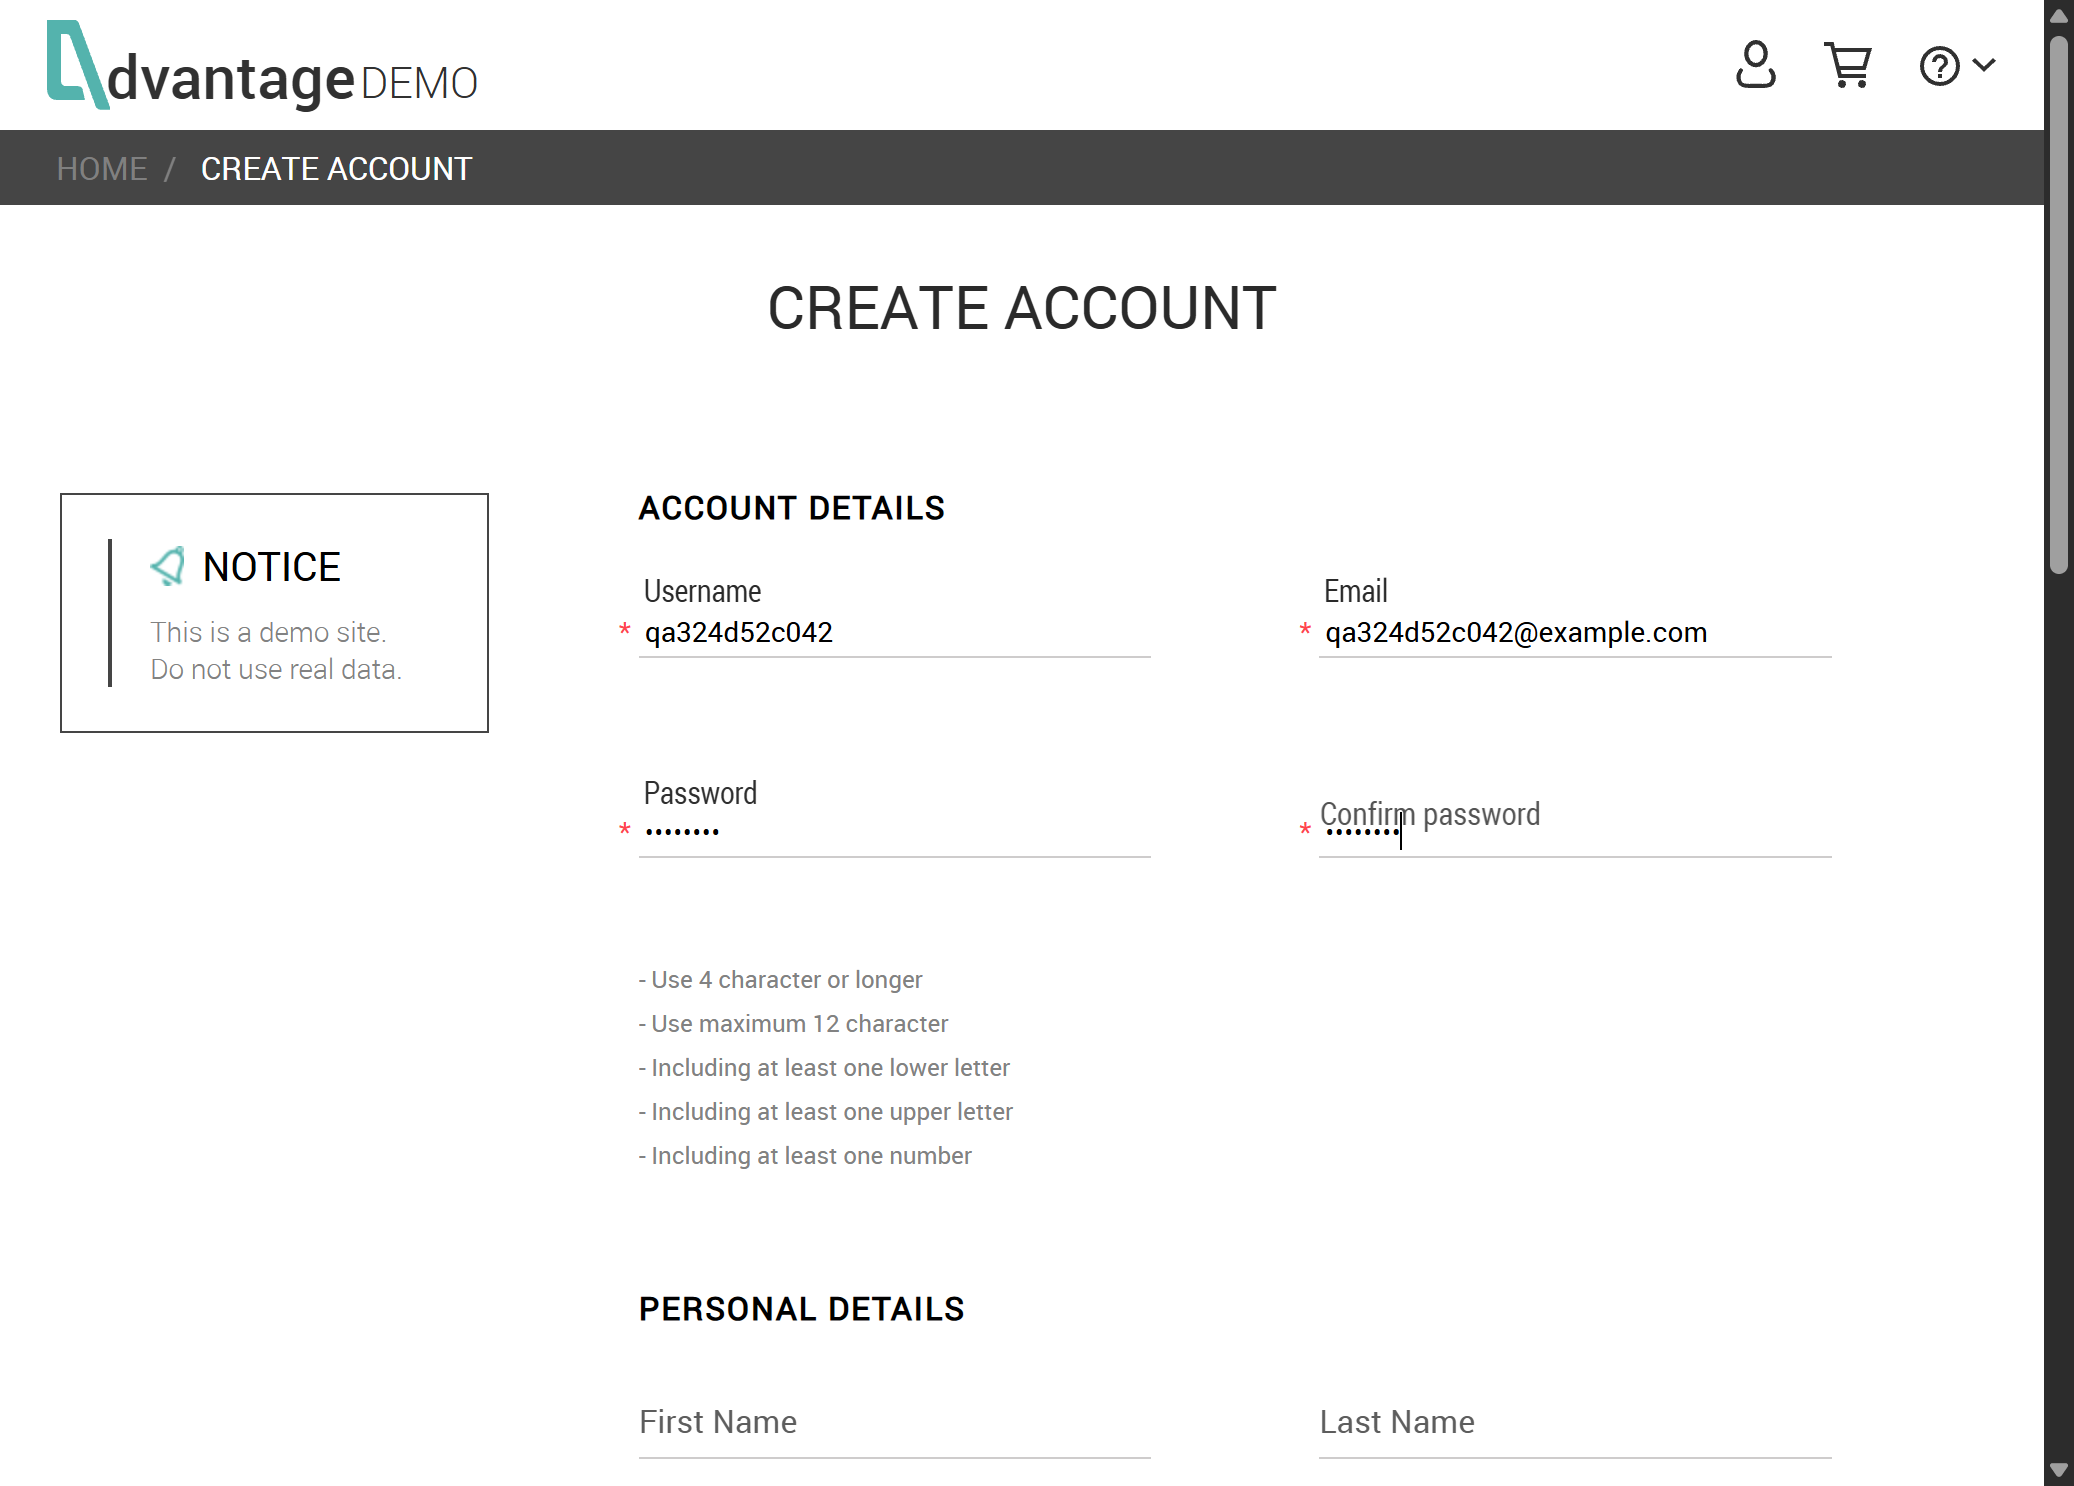 dvantage DEMO
HOME / CREATE ACCOUNT
CREATE ACCOUNT
NOTICE
This is a demo site.
Do not use real data.
ACCOUNT DETAILS
Username
* qa324d52c042
Email
* qa324d52c042@example.com
Password
* ••••••••
Confirm password
* ••••••••
- Use 4 character or longer
- Use maximum 12 character
- Including at least one lower letter
- Including at least one upper letter
- Including at least one number
PERSONAL DETAILS
First Name
Last Name